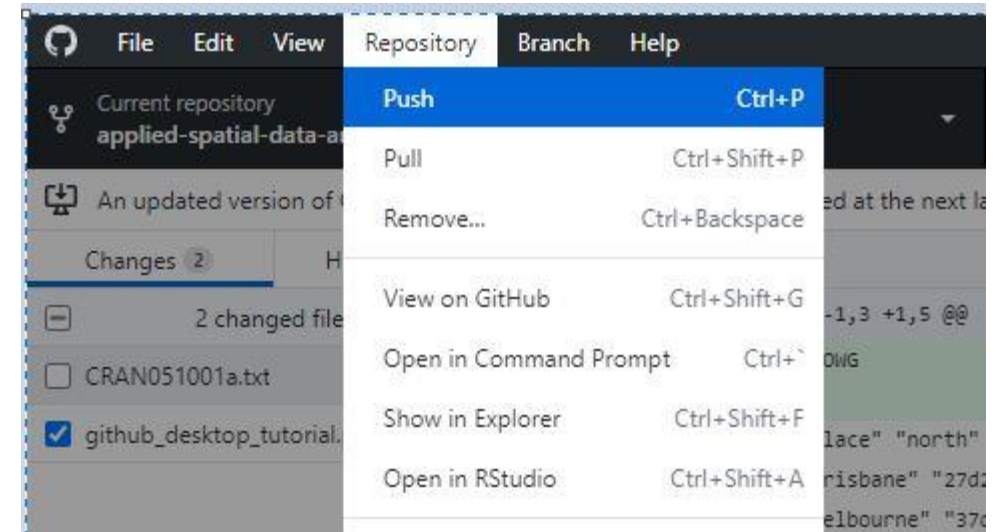 File Edit View Repository Branch Help
Current repository
applied-spatial-data-a
Push Ctrl+P
Pull Ctrl+Shift+P
An updated version of
ed at the next la
Remove... Ctrl+Backspace
Changes 2 H
View on GitHub Ctrl+Shift+G
2 changed file
-1,3 +1,5 @@
Open in Command Prompt Ctrl+`
OWG
CRAN051001a.txt
Show in Explorer Ctrl+Shift+F
github_desktop_tutorial.
lace" "north"
Open in RStudio Ctrl+Shift+A
risbane" "27d2
elbourne" "37